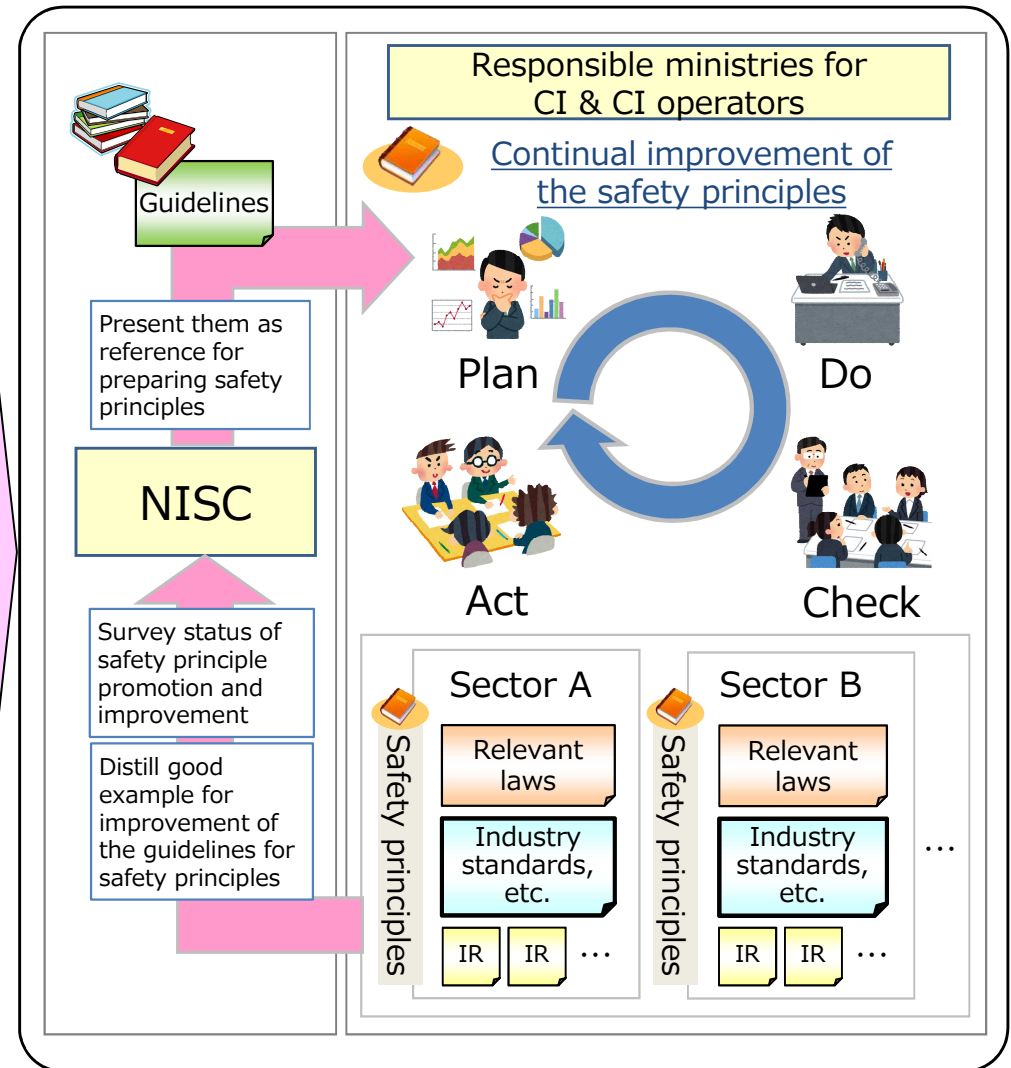 Guidelines
Present them as
reference for
preparing safety
principles
NISC
Survey status of
safety principle
promotion and
improvement
Distill good
example for
improvement of
the guidelines for
safety principles
Responsible ministries for
CI & CI operators
Continual improvement of
the safety principles
Plan
Do
Act
Check
Safety principles
Sector A
Relevant
laws
Industry
standards,
etc.
IR
IR
…
Safety principles
Sector B
Relevant
laws
Industry
standards,
etc.
IR
IR
…
…